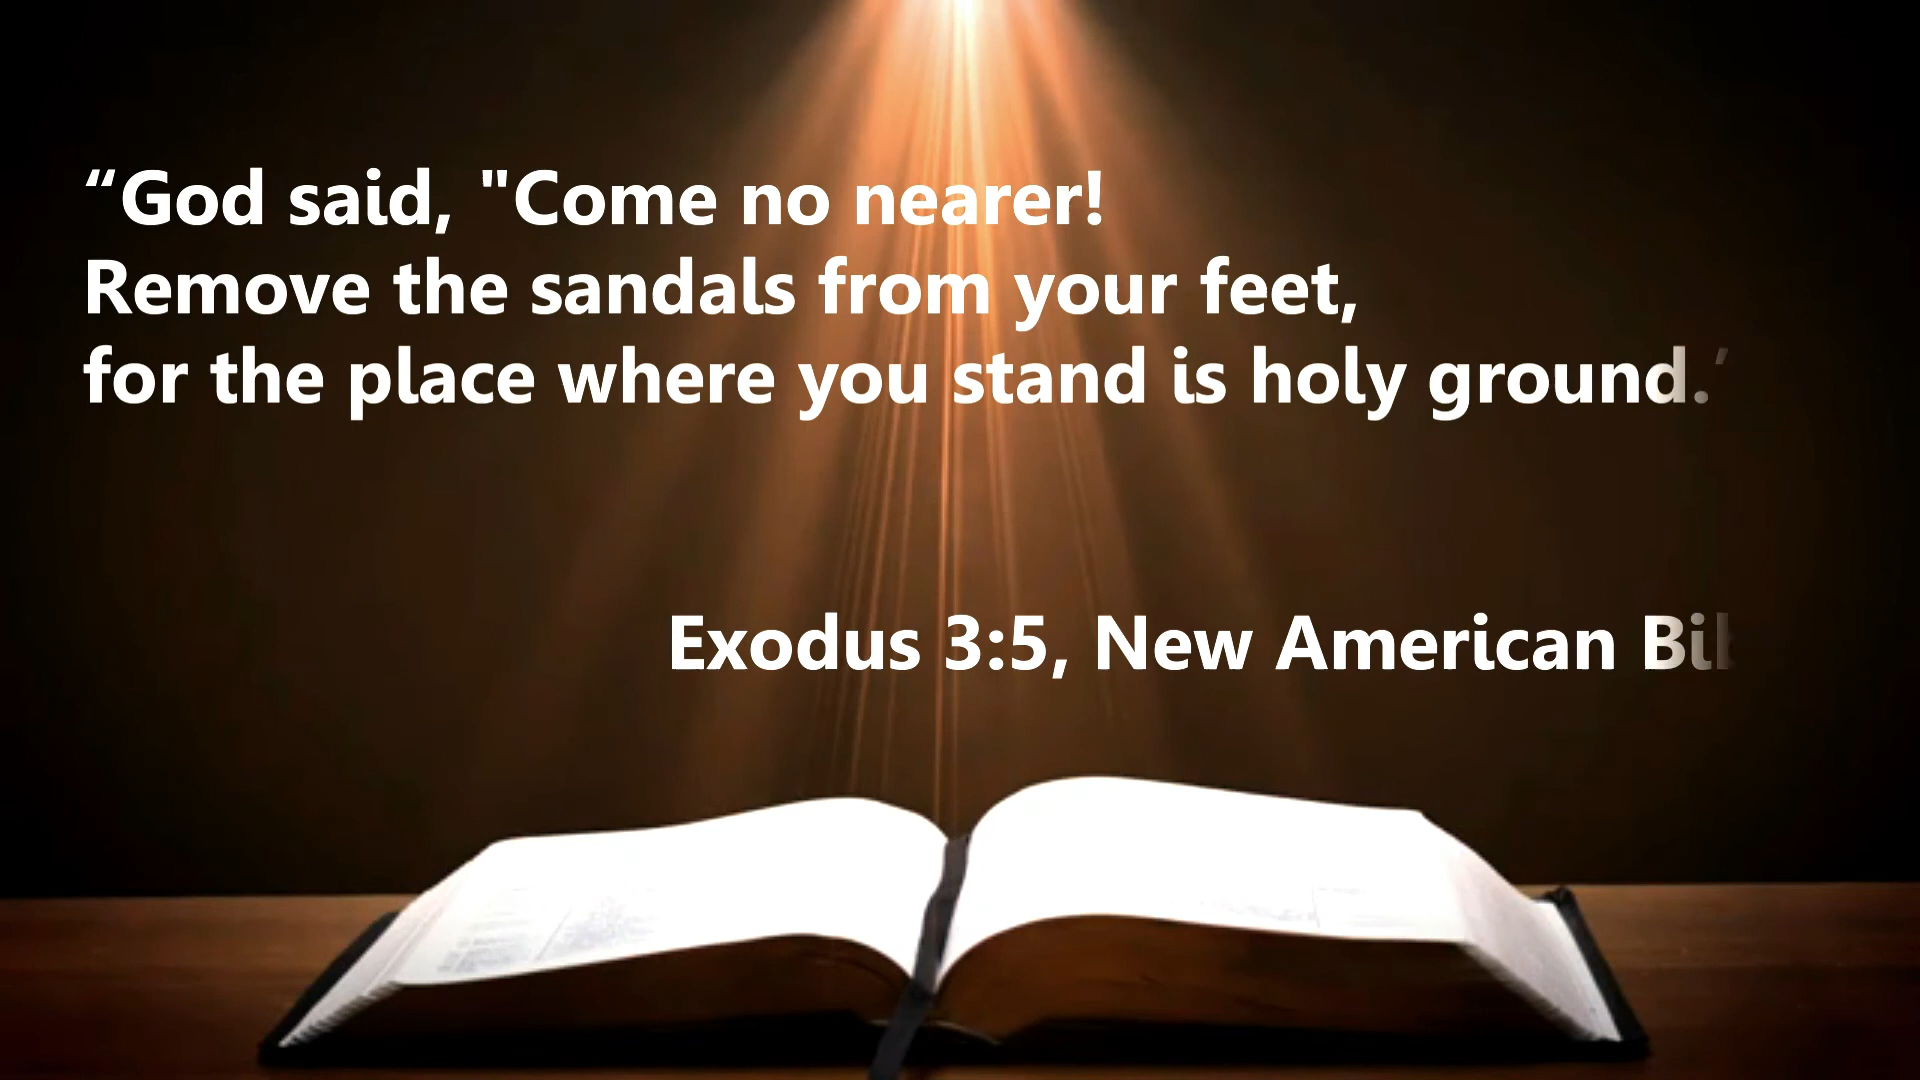 “God said, "Come no nearer!
Remove the sandals from your feet,
for the place where you stand is holy ground.’
Exodus 3:5, New American Bib